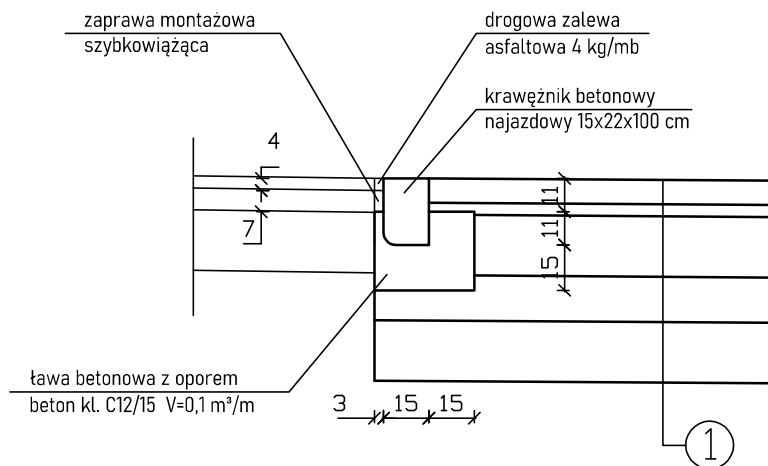 zaprawa montażowa
szybkowiążąca
drogowa zalewa
asfaltowa 4 kg/mb
krawężnik betonowy
najazdowy 15x22x100 cm
4
7
11
11
15
ława betonowa z oporem
beton kl. C12/15 V=0,1 m³/m
3 15 15
1